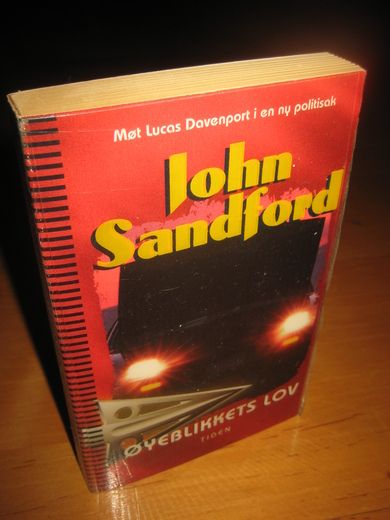 Møt Lucas Davenport i en ny politisak
John
Sandford
ØYEBLIKKETS LOV
TIDEN